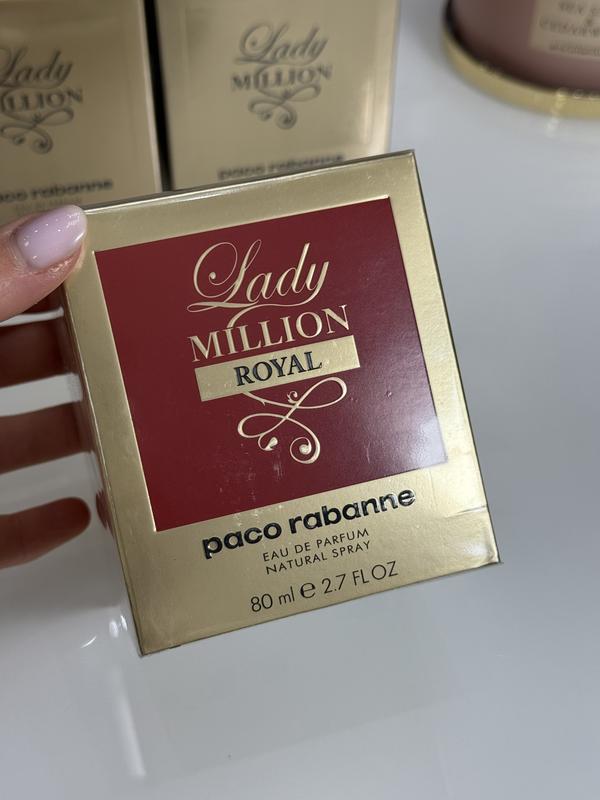 Lady
MILLION
paco rabanne
Lady
MILLION
paco rabanne
Lady
MILLION
ROYAL
paco rabanne
EAU DE PARFUM
NATURAL SPRAY
80 ml e 2.7 FL OZ